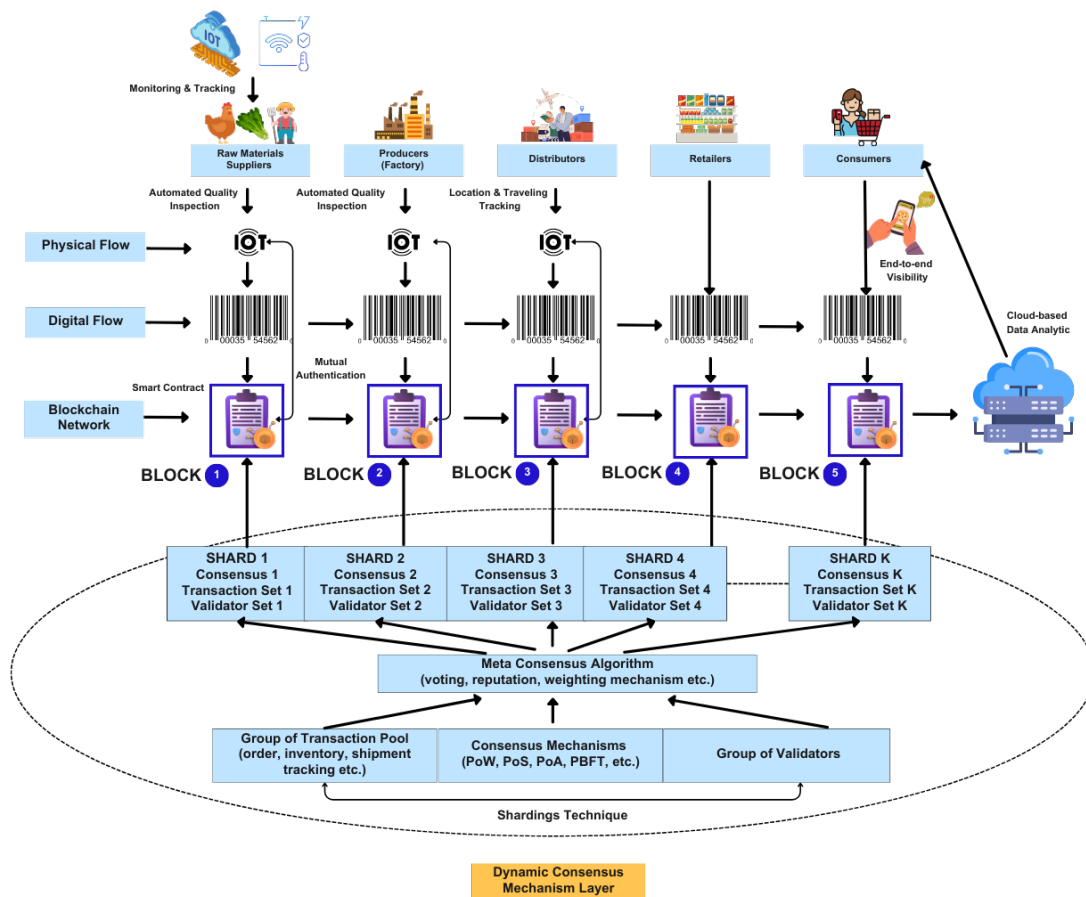 IOT
Monitoring & Tracking
Raw Materials
Suppliers
Producers
(Factory)
Distributors
Retailers
Consumers
Automated Quality
Inspection
Automated Quality
Inspection
Location & Traveling
Tracking
Physical Flow
IOT
IOT
IOT
End-to-end
Visibility
Digital Flow
0 00035 54562 0
0 00035 54562 0
0 00035 54562 0
0 00035 54562 0
0 00035 54562 0
Cloud-based
Data Analytic
Mutual
Authentication
Smart Contract
Blockchain
Network
BLOCK 1
BLOCK 2
BLOCK 3
BLOCK 4
BLOCK 5
SHARD 1
Consensus 1
Transaction Set 1
Validator Set 1
SHARD 2
Consensus 2
Transaction Set 2
Validator Set 2
SHARD 3
Consensus 3
Transaction Set 3
Validator Set 3
SHARD 4
Consensus 4
Transaction Set 4
Validator Set 4
SHARD K
Consensus K
Transaction Set K
Validator Set K
Meta Consensus Algorithm
(voting, reputation, weighting mechanism etc.)
Group of Transaction Pool
(order, inventory, shipment
tracking etc.)
Consensus Mechanisms
(PoW, PoS, PoA, PBFT, etc.)
Group of Validators
Shardings Technique
Dynamic Consensus
Mechanism Layer